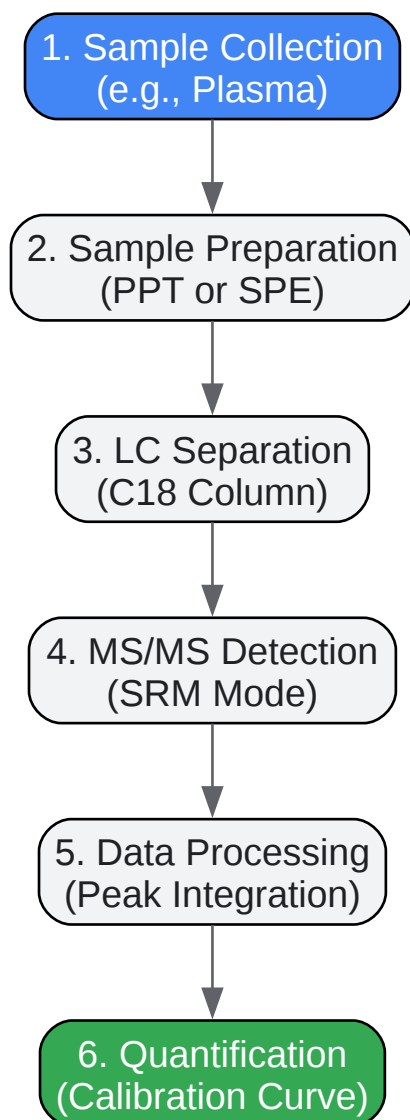 1. Sample Collection
(e.g., Plasma)
2. Sample Preparation
(PPT or SPE)
3. LC Separation
(C18 Column)
4. MS/MS Detection
(SRM Mode)
5. Data Processing
(Peak Integration)
6. Quantification
(Calibration Curve)